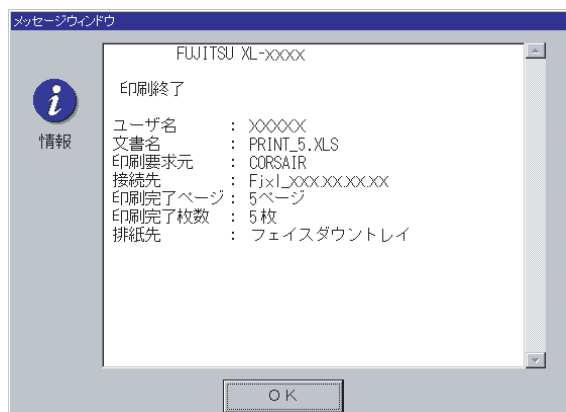 メッセージウィンドウ
FUJITSU XL-XXXX
印刷終了
情報
ユーザ名 : XXXXXX
文書名 : PRINT_5.XLS
印刷要求元 : CORSAIR
接続先 : Fjxl_XXX.XX.XX.XX
印刷完了ページ : 5ページ
印刷完了枚数 : 5枚
排紙先 : フェイスダウントレイ
OK